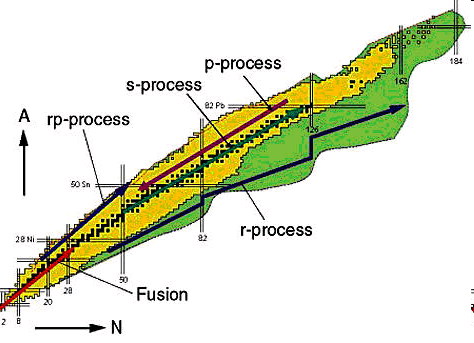 p-process
s-process
rp-process
A
162
184
82 Pb
126
50 Sn
r-process
28 Ni
82
50
20
28
Fusion
2
8
N